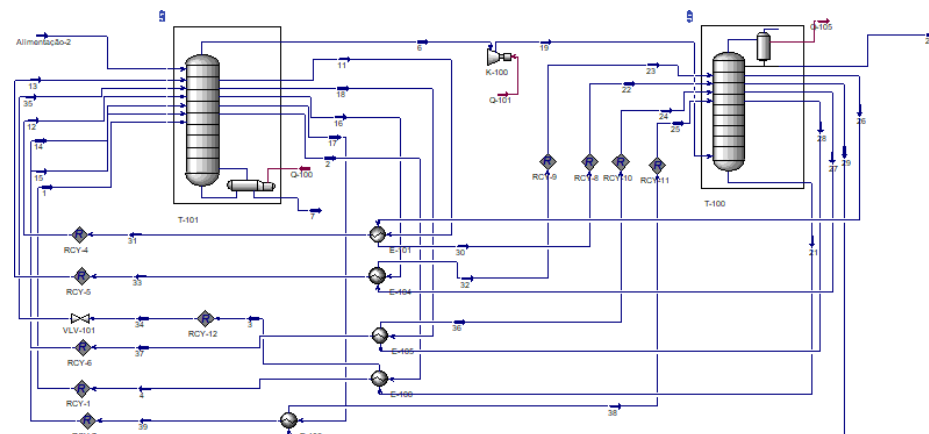 Alimentação-2
13
35
12
14
15
1
6
11
18
16
17
2
K-100
Q-101
19
Q-100
7
T-101
23
22
24
25
RCY-9
RCY-8
RCY-10
RCY-11
Q-105
26
28
29
27
T-100
21
31
RCY-4
E-101
30
33
RCY-5
E-104
32
VLV-101
34
RCY-12
3
36
37
RCY-6
E-105
4
RCY-1
E-100
39
38